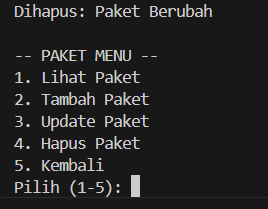 Dihapus: Paket Berubah
-- PAKET MENU --
1. Lihat Paket
2. Tambah Paket
3. Update Paket
4. Hapus Paket
5. Kembali
Pilih (1-5):